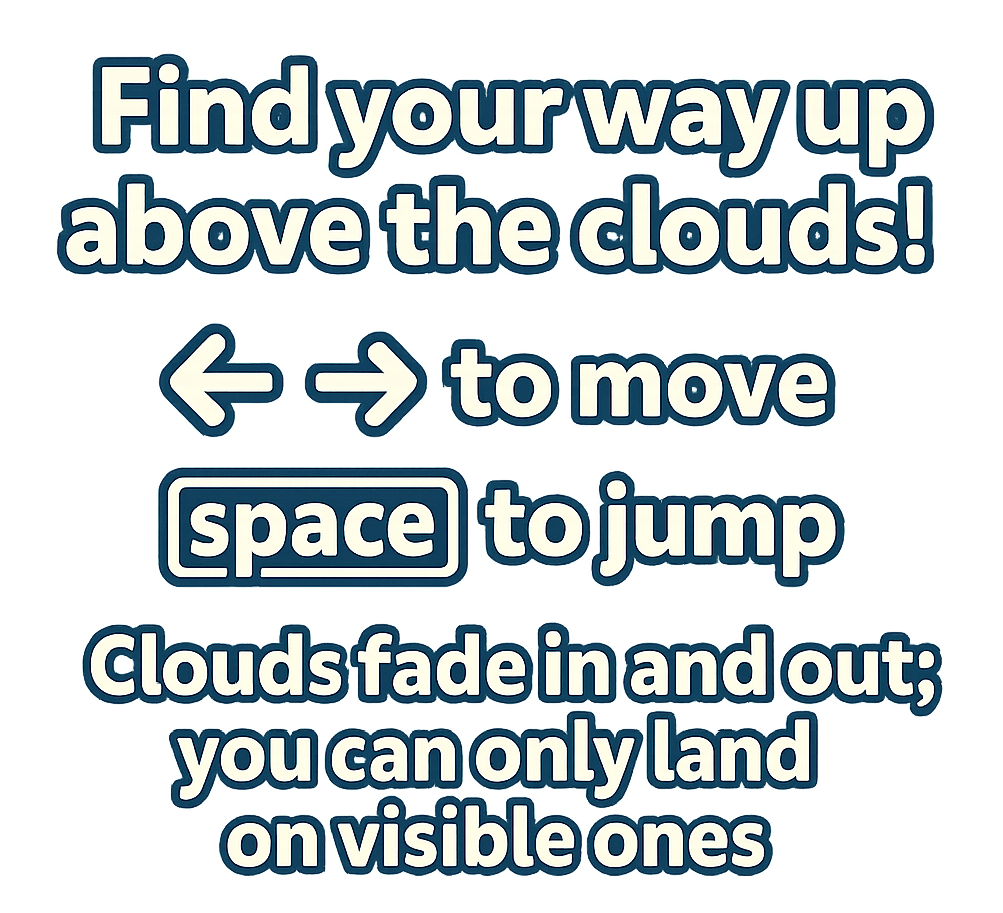 Find your way up
above the clouds!
← → to move
space to jump
Clouds fade in and out;
you can only land
on visible ones